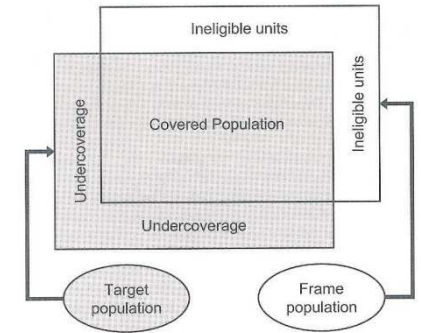 Ineligible units
Ineligible units
Undercoverage
Covered Population
Undercoverage
Target
population
Frame
population